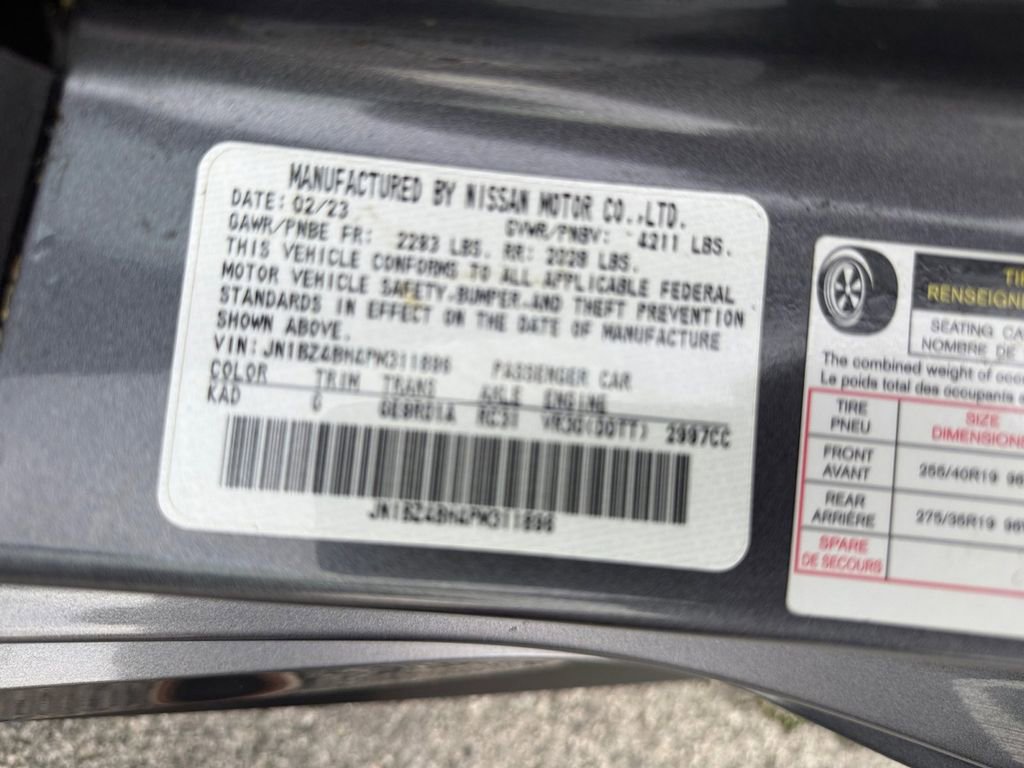 MANUFACTURED BY NISSAN MOTOR CO.,LTD.
DATE: 02/23 GVWR/PNBV: 4211 LBS.
GAWR/PNBE FR: 2283 LBS. RR: LBS.
THIS VEHICLE CONFORMS TO ALL APPLICABLE FEDERAL
MOTOR VEHICLE SAFETY,BUMPER,AND THEFT PREVENTION
STANDARDS IN EFFECT ON THE DATE OF MANUFACTURE
SHOWN ABOVE.
VIN: PASSENGER CAR
COLOR TRIM TRANS AXLE ENGINE
KAD G RC31 VR30(DDTT) 2997CC
TI
RENSEIGN
SEATING CA
NOMBRE DE
The combined weight of occ
Le poids total des occupants
TIRE SIZE
PNEU DIMENSIONS
FRONT
AVANT 255/40R19 96
REAR
ARRIÈRE 275/35R19 96
SPARE
DE SECOURS